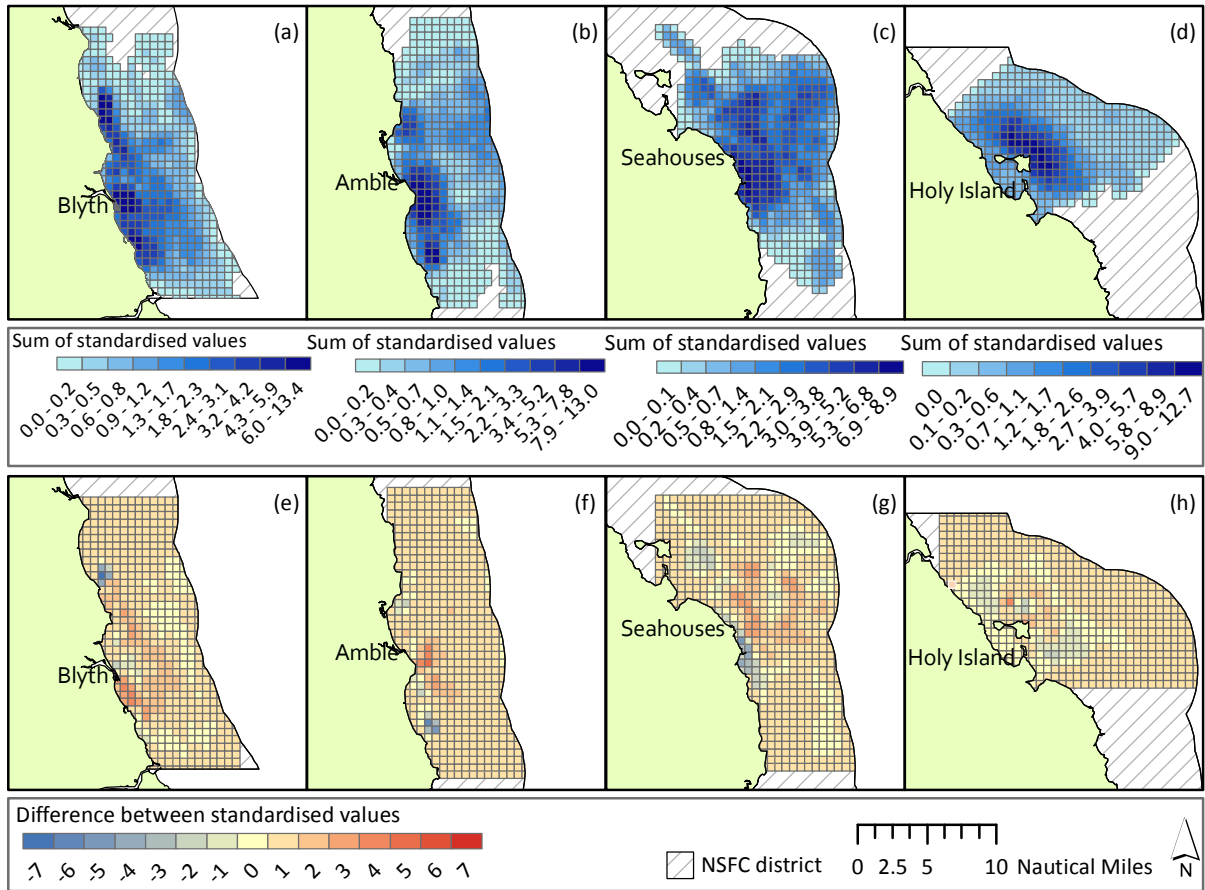 (a)
Blyth
(b)
Amble
(c)
Seahouses
(d)
Holy Island
Sum of standardised values
0.0 - 0.2
0.3 - 0.5
0.6 - 0.8
0.9 - 1.2
1.3 - 1.7
1.8 - 2.3
2.4 - 3.1
3.2 - 4.2
4.3 - 5.9
6.0 - 13.4
Sum of standardised values
0.0 - 0.2
0.3 - 0.4
0.5 - 0.7
0.8 - 1.0
1.1 - 1.4
1.5 - 2.1
2.2 - 3.3
3.4 - 5.2
5.3 - 7.8
7.9 - 13.0
Sum of standardised values
0.0 - 0.1
0.2 - 0.4
0.5 - 0.7
0.8 - 1.4
1.5 - 2.1
2.2 - 2.9
3.0 - 3.8
3.9 - 5.2
5.3 - 6.8
6.9 - 8.9
Sum of standardised values
0.0
0.1 - 0.2
0.3 - 0.6
0.7 - 1.1
1.2 - 1.7
1.8 - 2.6
2.7 - 3.9
4.0 - 5.7
5.8 - 8.9
9.0 - 12.7
(e)
Blyth
(f)
Amble
(g)
Seahouses
(h)
Holy Island
Difference between standardised values
-7 -6 -5 -4 -3 -2 -1 0 1 2 3 4 5 6 7
NSFC district
0 2.5 5 10 Nautical Miles
N